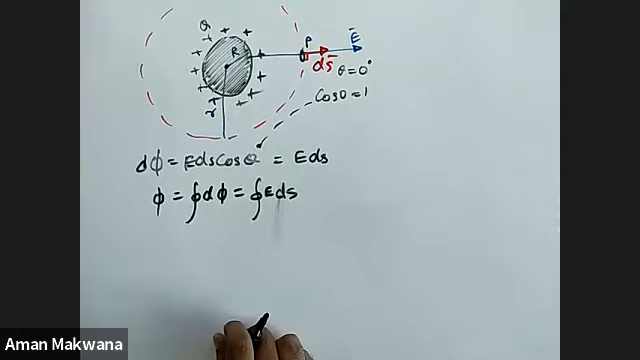 Q
R
P
E
ds
θ=0°
Cosθ=1
r
dϕ = Eds Cosθ = Eds
ϕ = ∮dϕ = ∮Eds
Aman Makwana